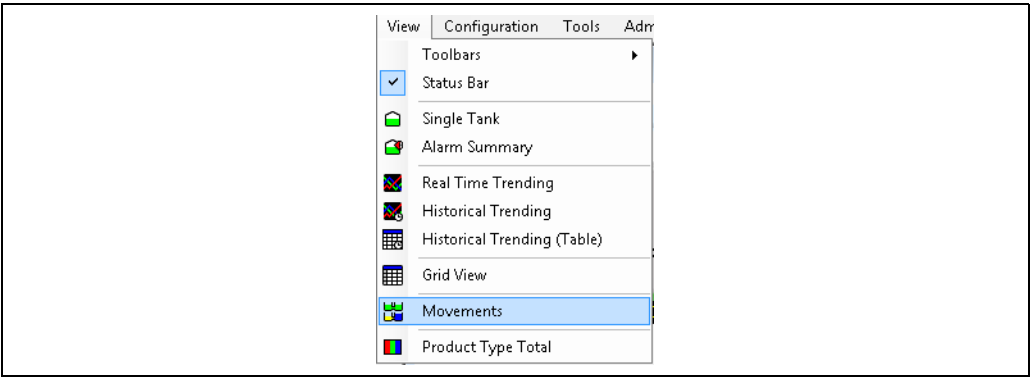 View Configuration Tools Adm
Toolbars
Status Bar
Single Tank
Alarm Summary
Real Time Trending
Historical Trending
Historical Trending (Table)
Grid View
Movements
Product Type Total